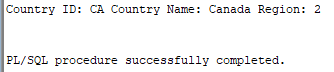 Country ID: CA Country Name: Canada Region: 2
PL/SQL procedure successfully completed.